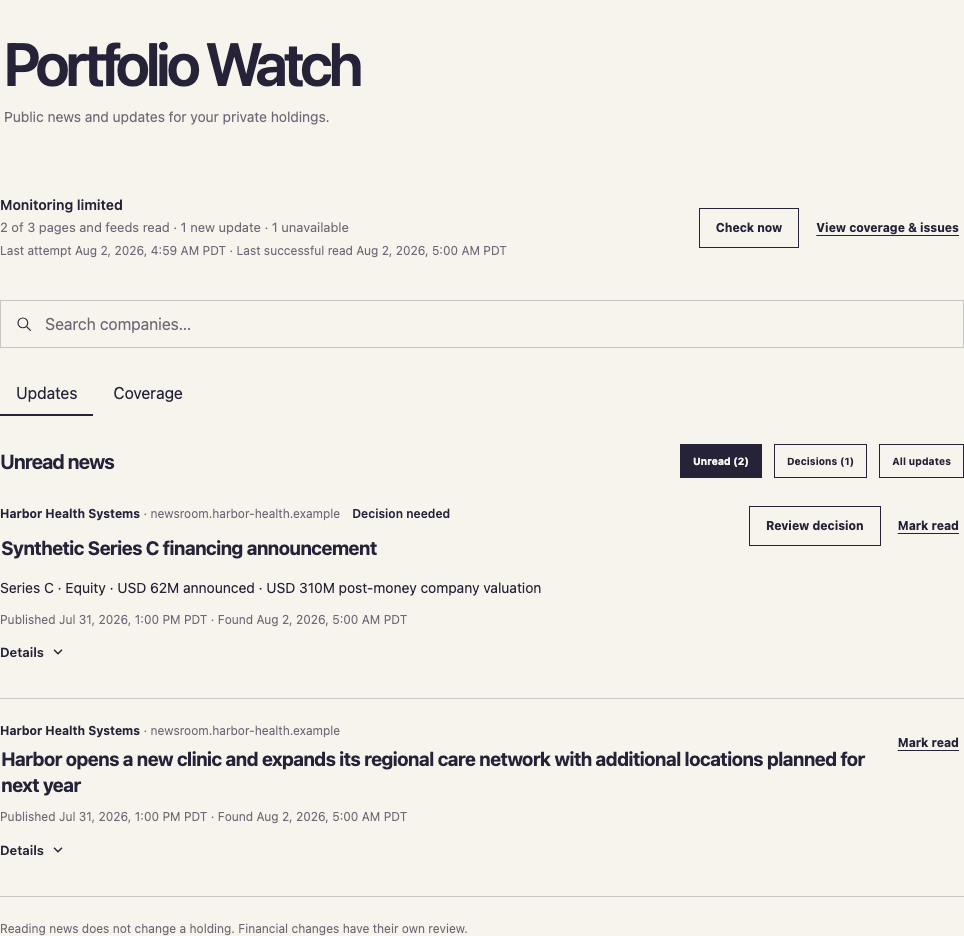 Portfolio Watch
Public news and updates for your private holdings.
Monitoring limited
2 of 3 pages and feeds read · 1 new update · 1 unavailable
Last attempt Aug 2, 2026, 4:59 AM PDT · Last successful read Aug 2, 2026, 5:00 AM PDT
Check now
View coverage & issues
Search companies...
Updates
Coverage
Unread news
Unread (2)
Decisions (1)
All updates
Harbor Health Systems · newsroom.harbor-health.example Decision needed
Review decision
Mark read
Synthetic Series C financing announcement
Series C · Equity · USD 62M announced · USD 310M post-money company valuation
Published Jul 31, 2026, 1:00 PM PDT · Found Aug 2, 2026, 5:00 AM PDT
Details
Harbor Health Systems · newsroom.harbor-health.example
Mark read
Harbor opens a new clinic and expands its regional care network with additional locations planned for
next year
Published Jul 31, 2026, 1:00 PM PDT · Found Aug 2, 2026, 5:00 AM PDT
Details
Reading news does not change a holding. Financial changes have their own review.